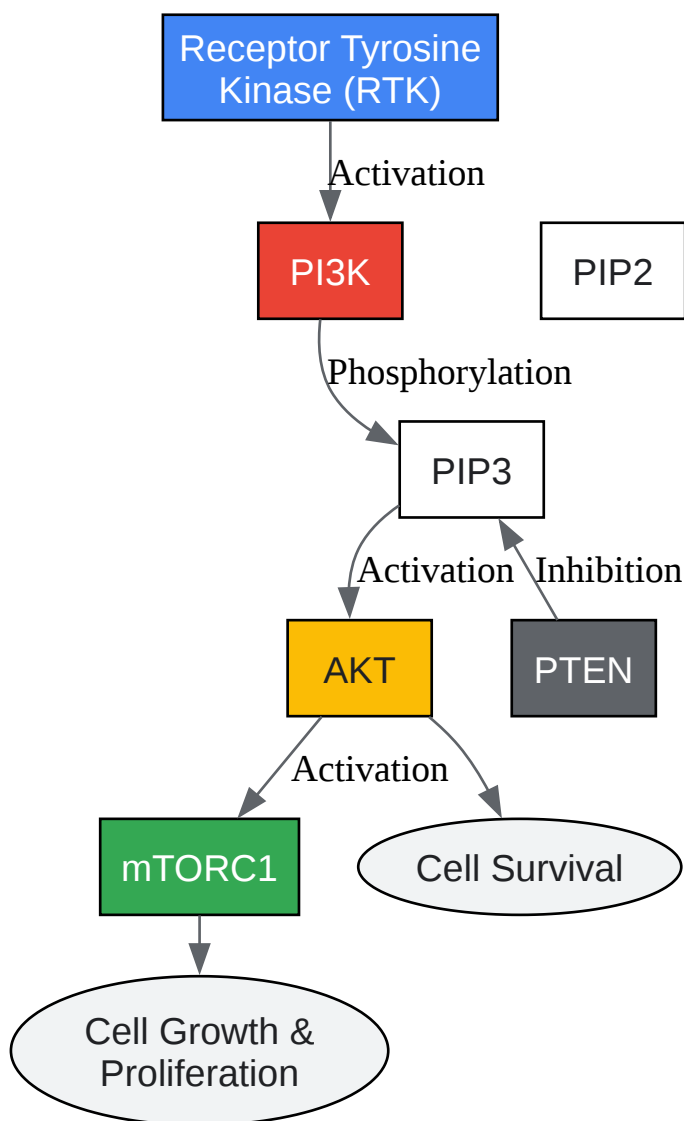 Receptor Tyrosine
Kinase (RTK)
Activation
PI3K
PIP2
Phosphorylation
PIP3
Activation
Inhibition
AKT
PTEN
Activation
mTORC1
Cell Survival
Cell Growth &
Proliferation